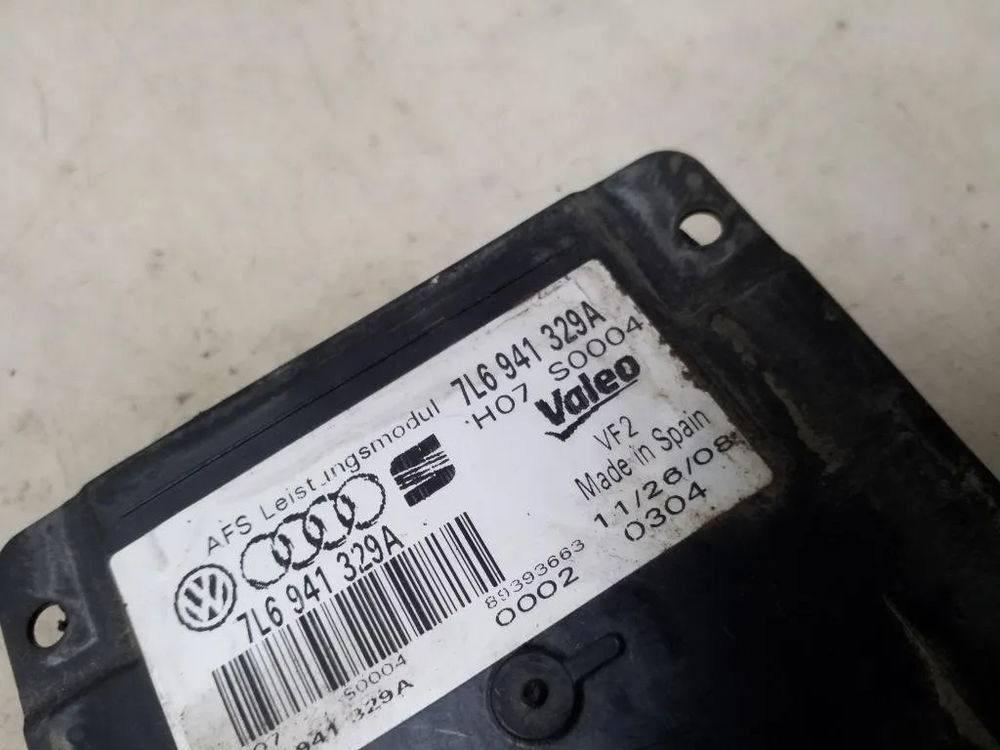 AFS Leistungsmodul 7L6 941 329A
H07 S0004
Valeo
VF2
Made in Spain
11/26/08
0304
7L6 941 329A
89393663
0002
07 S0004
941 329A